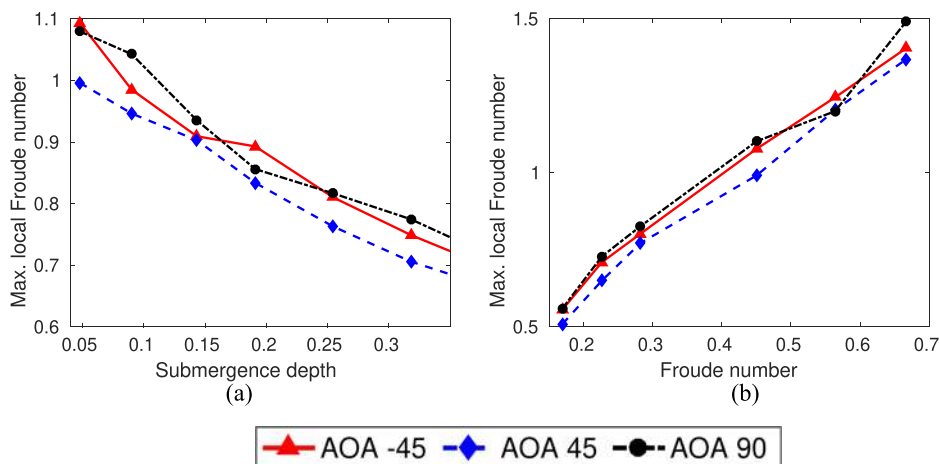 1.1
1
0.9
0.8
0.7
0.6
Max. local Froude number
0.05 0.1 0.15 0.2 0.25 0.3
Submergence depth
(a)
1.5
1
0.5
Max. local Froude number
0.2 0.3 0.4 0.5 0.6 0.7
Froude number
(b)
AOA -45 AOA 45 AOA 90